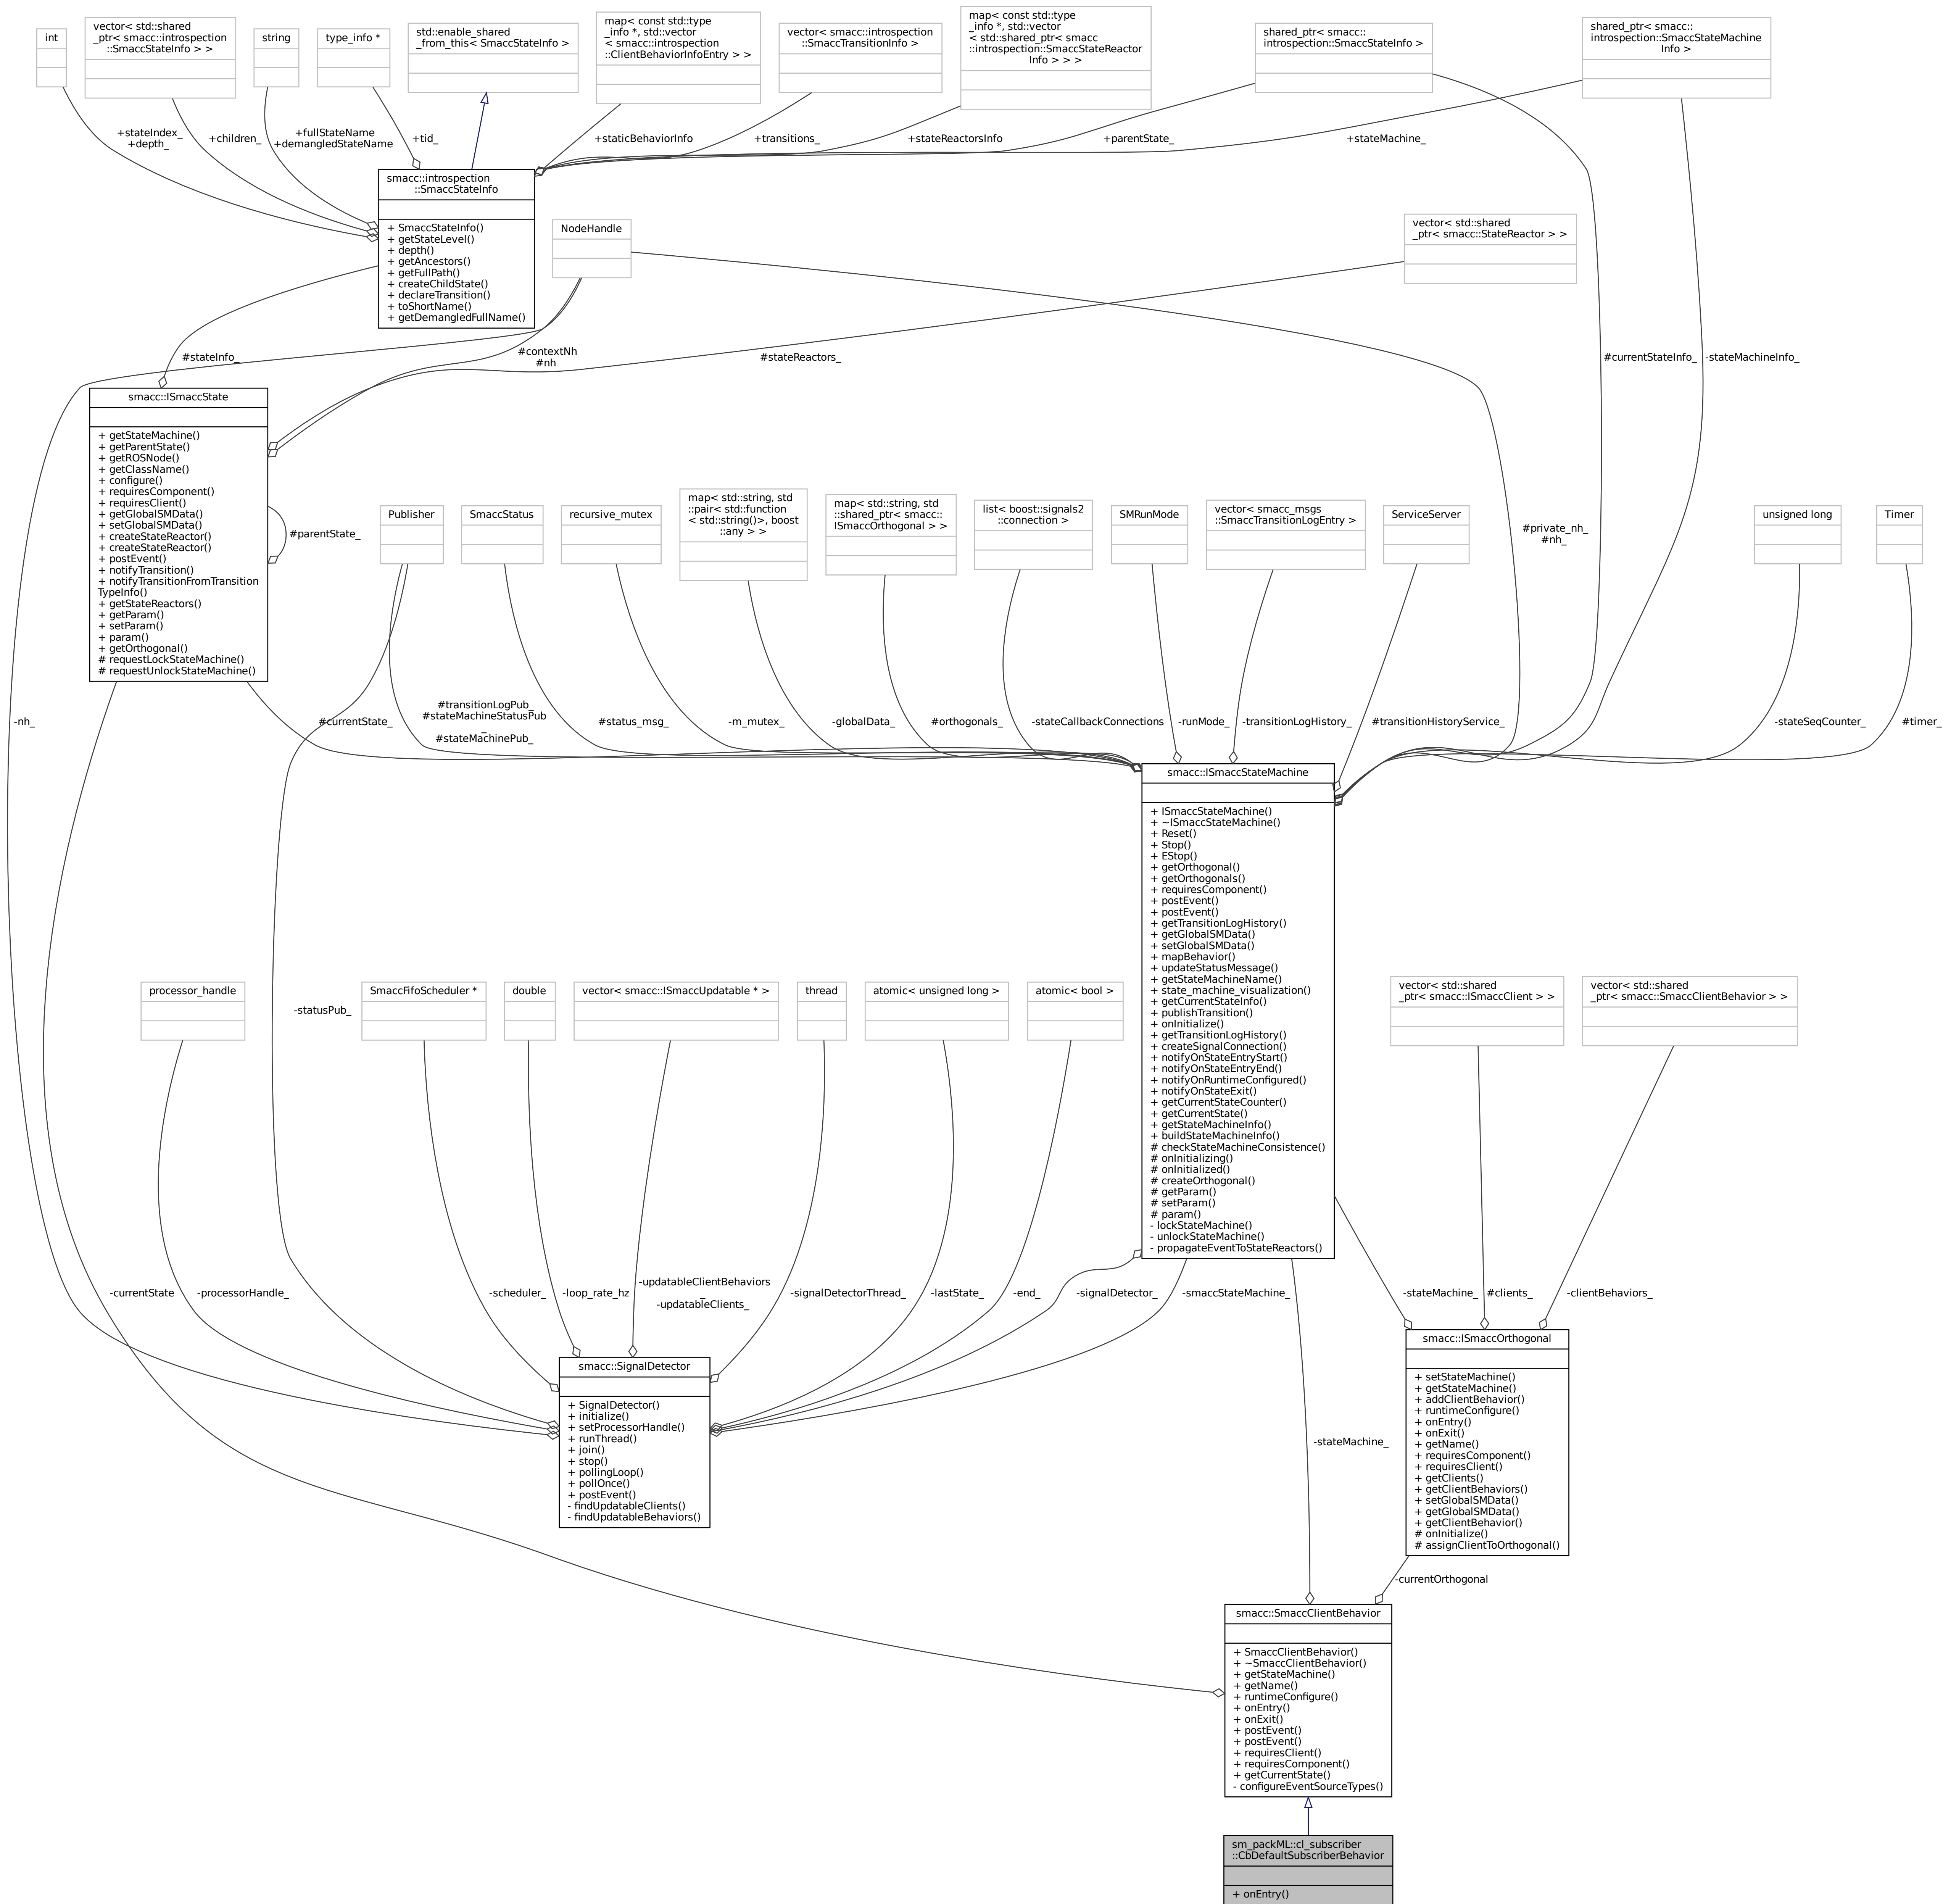 int
vector< std::shared
_ptr< smacc::introspection
::SmaccStateInfo > >
string
type_info *
std::enable_shared
_from_this< SmaccStateInfo >
map< const std::type
_info *, std::vector
< smacc::introspection
::ClientBehaviorInfoEntry > >
vector< smacc::introspection
::SmaccTransitionInfo >
map< const std::type
_info *, std::vector
< std::shared_ptr< smacc
::introspection::SmaccStateReactor
Info > > >
shared_ptr< smacc::
introspection::SmaccStateInfo >
shared_ptr< smacc::
introspection::SmaccStateMachine
Info >
+stateIndex_
+depth_
+children_
+fullStateName
+demangledStateName
+tid_
+staticBehaviorInfo
+transitions_
+stateReactorsInfo
+parentState_
+stateMachine_
smacc::introspection
::SmaccStateInfo
+ SmaccStateInfo()
+ getStateLevel()
+ depth()
+ getAncestors()
+ getFullPath()
+ createChildState()
+ declareTransition()
+ toShortName()
+ getDemangledFullName()
NodeHandle
vector< std::shared
_ptr< smacc::StateReactor > >
#stateInfo_
#contextNh
#nh
#stateReactors_
#currentStateInfo_
-stateMachineInfo_
smacc::ISmaccState
+ getStateMachine()
+ getParentState()
+ getROSNode()
+ getClassName()
+ configure()
+ requiresComponent()
+ requiresClient()
+ getGlobalSMData()
+ setGlobalSMData()
+ createStateReactor()
+ createStateReactor()
+ postEvent()
+ notifyTransition()
+ notifyTransitionFromTransition
TypeInfo()
+ getStateReactors()
+ getParam()
+ setParam()
+ param()
+ getOrthogonal()
# requestLockStateMachine()
# requestUnlockStateMachine()
#parentState_
Publisher
SmaccStatus
recursive_mutex
map< std::string, std
::pair< std::function
< std::string()>, boost
::any > >
map< std::string, std
::shared_ptr< smacc::
ISmaccOrthogonal > >
list< boost::signals2
::connection >
SMRunMode
vector< smacc_msgs
::SmaccTransitionLogEntry >
ServiceServer
#private_nh_
#nh_
unsigned long
Timer
-nh_
#currentState_
#transitionLogPub_
#stateMachineStatusPub
_
#stateMachinePub_
#status_msg_
-m_mutex_
-globalData_
#orthogonals_
-stateCallbackConnections
-runMode_
-transitionLogHistory_
#transitionHistoryService_
-stateSeqCounter_
#timer_
smacc::ISmaccStateMachine
+ ISmaccStateMachine()
+ ~ISmaccStateMachine()
+ Reset()
+ Stop()
+ EStop()
+ getOrthogonal()
+ getOrthogonals()
+ requiresComponent()
+ postEvent()
+ postEvent()
+ getTransitionLogHistory()
+ getGlobalSMData()
+ setGlobalSMData()
+ mapBehavior()
+ updateStatusMessage()
+ getStateMachineName()
+ state_machine_visualization()
+ getCurrentStateInfo()
+ publishTransition()
+ onInitialize()
+ getTransitionLogHistory()
+ createSignalConnection()
+ notifyOnStateEntryStart()
+ notifyOnStateEntryEnd()
+ notifyOnRuntimeConfigured()
+ notifyOnStateExit()
+ getCurrentStateCounter()
+ getCurrentState()
+ getStateMachineInfo()
+ buildStateMachineInfo()
# checkStateMachineConsistence()
# onInitializing()
# onInitialized()
# createOrthogonal()
# getParam()
# setParam()
# param()
- lockStateMachine()
- unlockStateMachine()
- propagateEventToStateReactors()
processor_handle
-statusPub_
SmaccFifoScheduler *
double
vector< smacc::ISmaccUpdatable * >
thread
atomic< unsigned long >
atomic< bool >
vector< std::shared
_ptr< smacc::ISmaccClient > >
vector< std::shared
_ptr< smacc::SmaccClientBehavior > >
-currentState
-processorHandle_
-scheduler_
-loop_rate_hz
-updatableClientBehaviors
_
-updatableClients_
-signalDetectorThread_
-lastState_
-end_
-signalDetector_
-smaccStateMachine_
-stateMachine_
#clients_
-clientBehaviors_
smacc::SignalDetector
+ SignalDetector()
+ initialize()
+ setProcessorHandle()
+ runThread()
+ join()
+ stop()
+ pollingLoop()
+ pollOnce()
+ postEvent()
- findUpdatableClients()
- findUpdatableBehaviors()
smacc::ISmaccOrthogonal
+ setStateMachine()
+ getStateMachine()
+ addClientBehavior()
+ runtimeConfigure()
+ onEntry()
+ onExit()
+ getName()
+ requiresComponent()
+ requiresClient()
+ getClients()
+ getClientBehaviors()
+ setGlobalSMData()
+ getGlobalSMData()
+ getClientBehavior()
# onInitialize()
# assignClientToOrthogonal()
-stateMachine_
-currentOrthogonal
smacc::SmaccClientBehavior
+ SmaccClientBehavior()
+ ~SmaccClientBehavior()
+ getStateMachine()
+ getName()
+ runtimeConfigure()
+ onEntry()
+ onExit()
+ postEvent()
+ postEvent()
+ requiresClient()
+ requiresComponent()
+ getCurrentState()
- configureEventSourceTypes()
sm_packML::cl_subscriber
::CbDefaultSubscriberBehavior
+ onEntry()